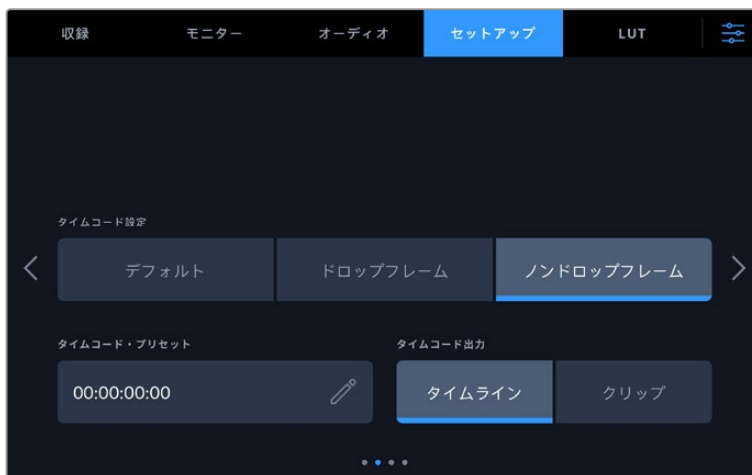 収録 モニター オーディオ セットアップ LUT
タイムコード設定
デフォルト ドロップフレーム ノンドロップフレーム
タイムコード・プリセット タイムコード出力
00:00:00:00 タイムライン クリップ